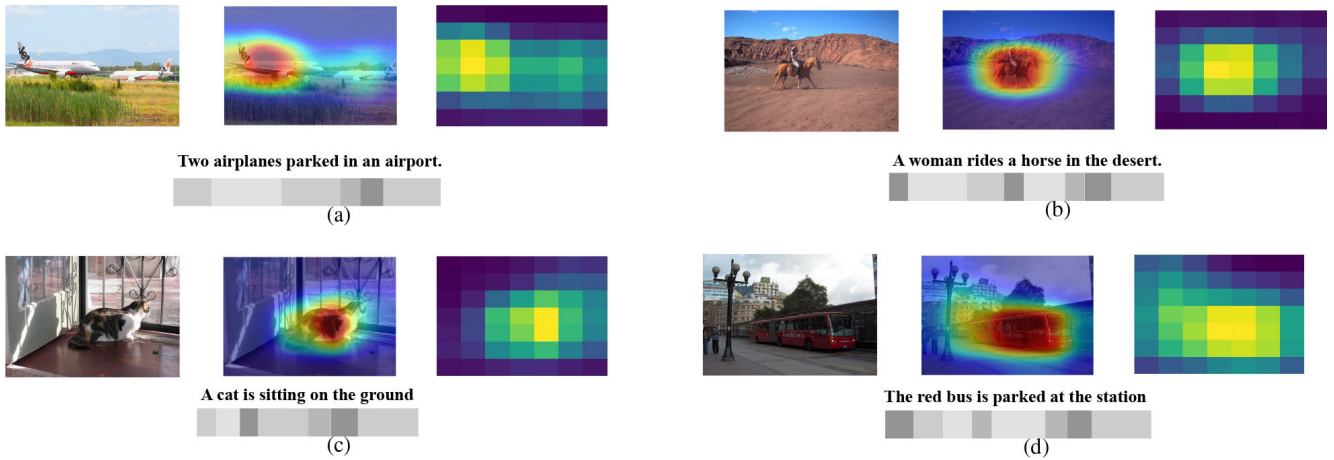 Two airplanes parked in an airport.
(a)
A woman rides a horse in the desert.
(b)
A cat is sitting on the ground
(c)
The red bus is parked at the station
(d)